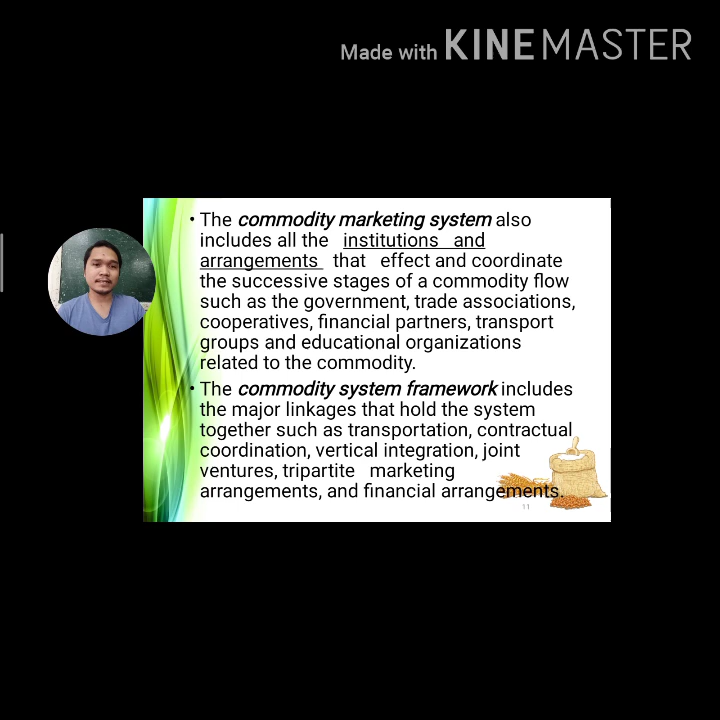 Made with KINEMASTER
• The commodity marketing system also
includes all the institutions and
arrangements that effect and coordinate
the successive stages of a commodity flow
such as the government, trade associations,
cooperatives, financial partners, transport
groups and educational organizations
related to the commodity.
• The commodity system framework includes
the major linkages that hold the system
together such as transportation, contractual
coordination, vertical integration, joint
ventures, tripartite marketing
arrangements, and financial arrangements.
11